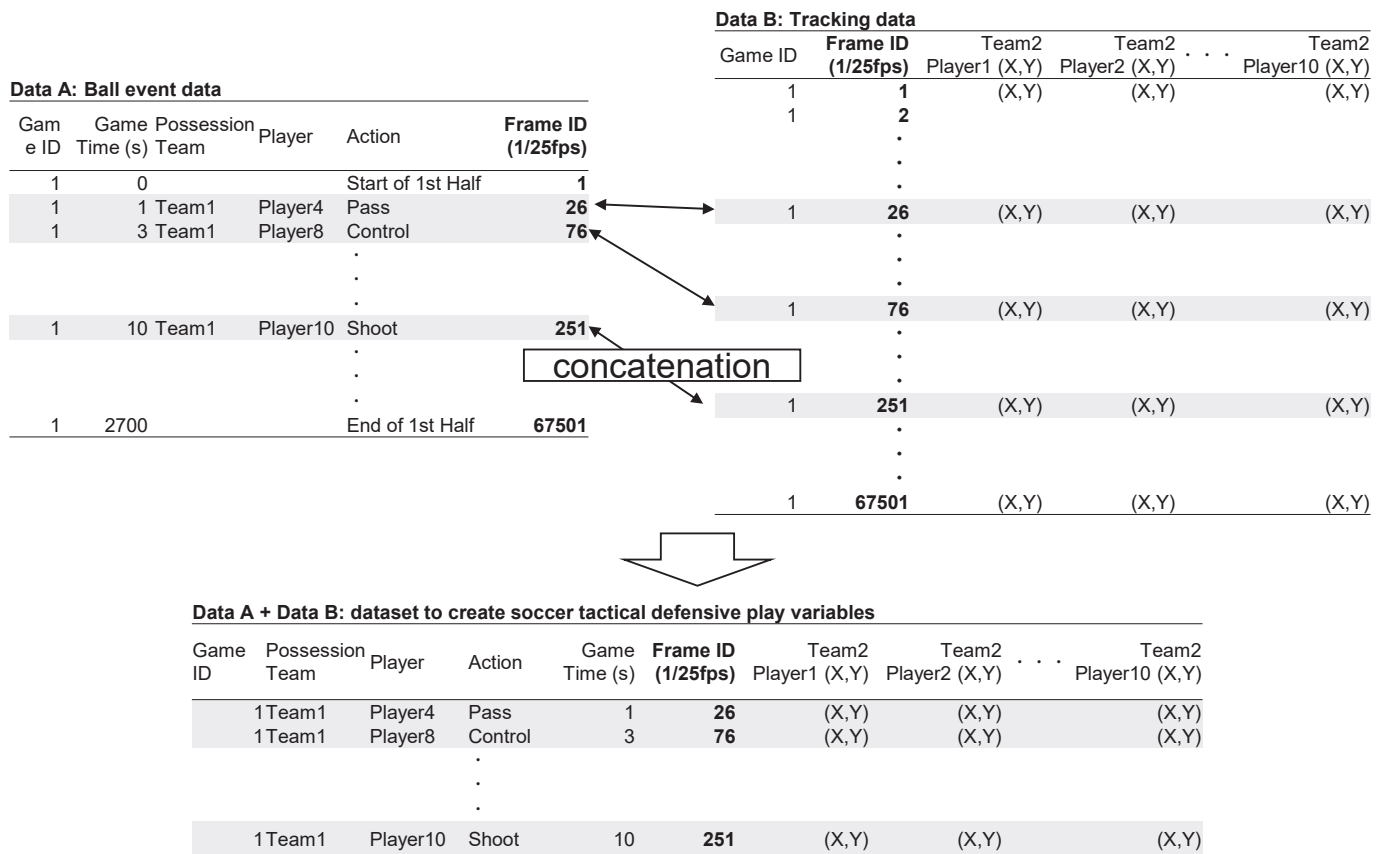 Data B: Tracking data
Game ID Frame ID (1/25fps) Team2 Player1 (X,Y) Team2 Player2 (X,Y) · · · Team2 Player10 (X,Y)
1 1 (X,Y) (X,Y) (X,Y)
1 2
·
·
·
1 26 (X,Y) (X,Y) (X,Y)
·
·
·
1 76 (X,Y) (X,Y) (X,Y)
·
·
·
1 251 (X,Y) (X,Y) (X,Y)
·
·
·
1 67501 (X,Y) (X,Y) (X,Y)
Data A: Ball event data
Gam e ID Game Time (s) Possession Team Player Action Frame ID (1/25fps)
1 0 Start of 1st Half 1
1 1 Team1 Player4 Pass 26
1 3 Team1 Player8 Control 76
·
·
·
1 10 Team1 Player10 Shoot 251
·
·
·
1 2700 End of 1st Half 67501
concatenation
Data A + Data B: dataset to create soccer tactical defensive play variables
Game ID Possession Team Player Action Game Time (s) Frame ID (1/25fps) Team2 Player1 (X,Y) Team2 Player2 (X,Y) · · · Team2 Player10 (X,Y)
1 Team1 Player4 Pass 1 26 (X,Y) (X,Y) (X,Y)
1 Team1 Player8 Control 3 76 (X,Y) (X,Y) (X,Y)
·
·
·
1 Team1 Player10 Shoot 10 251 (X,Y) (X,Y) (X,Y)